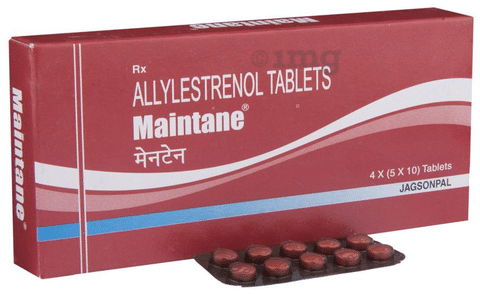 1mg
Rx
ALLYLESTRENOL TABLETS
Maintane®
मेनटेन
4 X (5 X 10) Tablets
JAGSONPAL
Maintane®